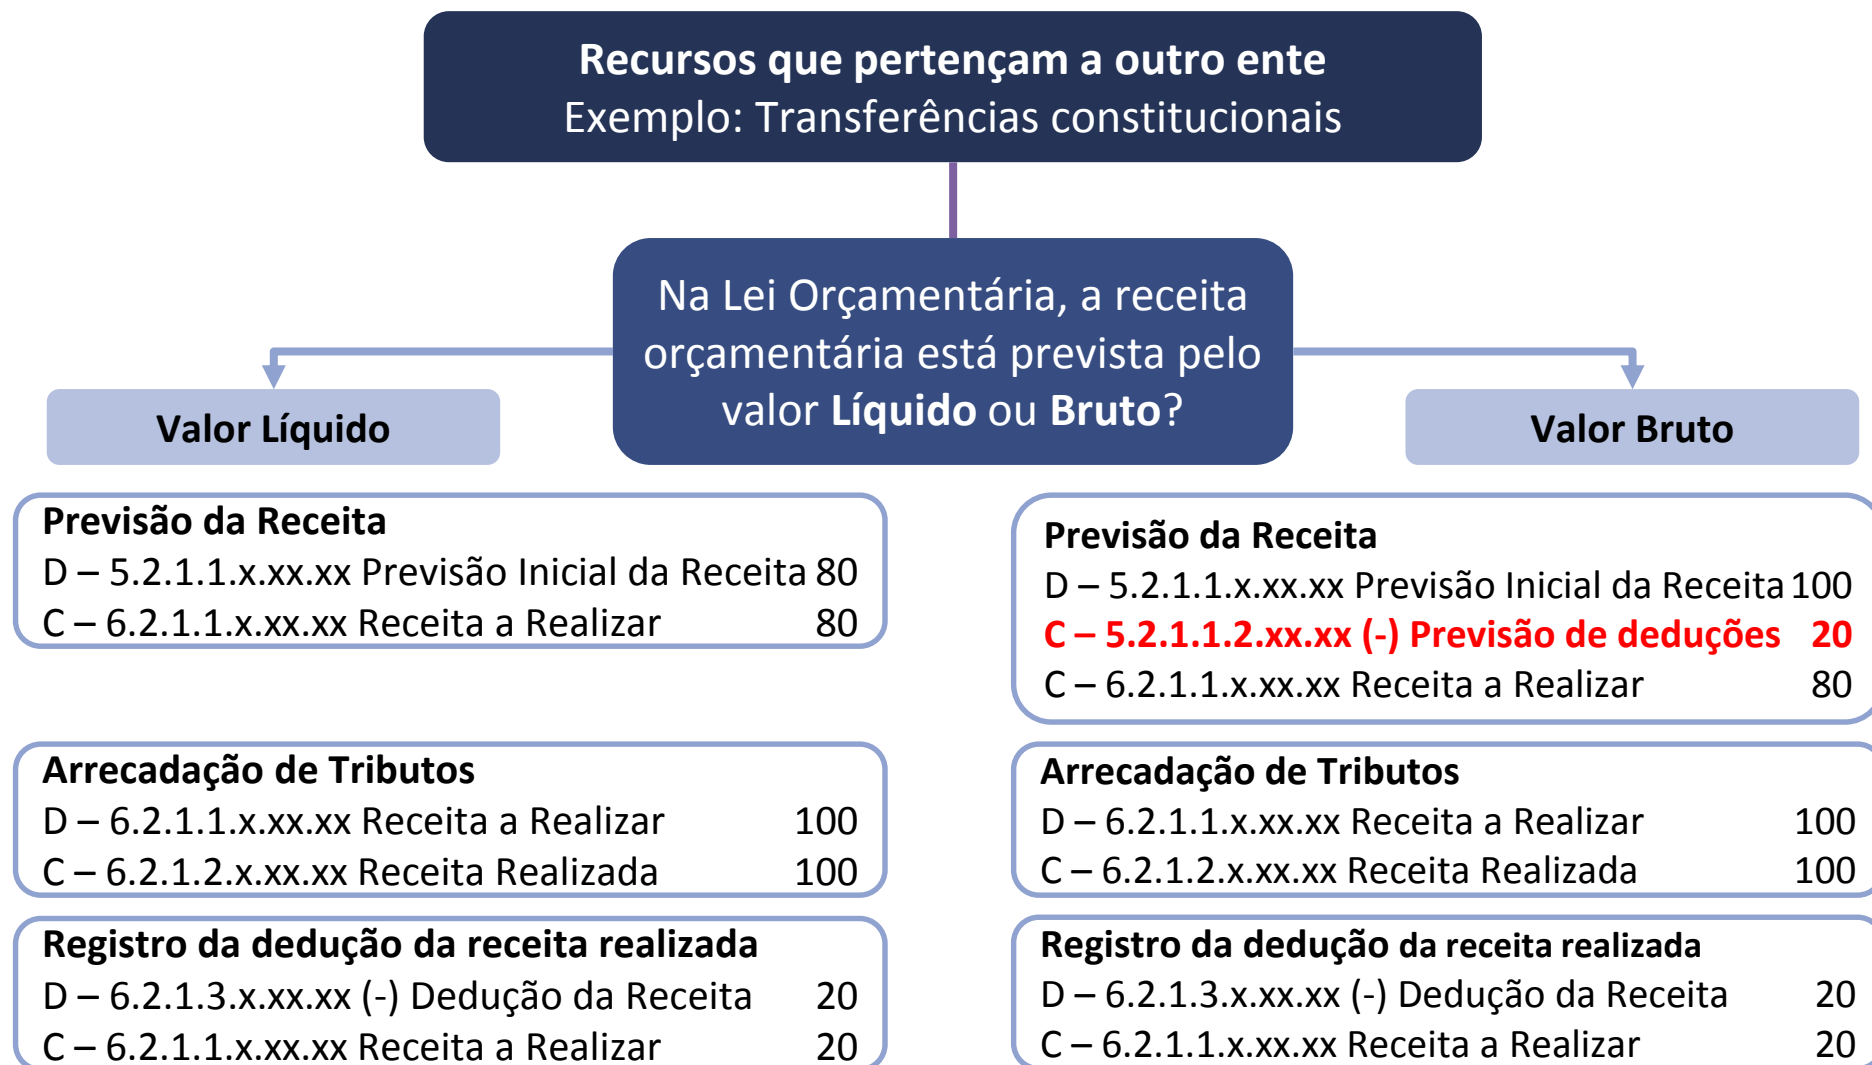 Recursos que pertençam a outro ente
Exemplo: Transferências constitucionais
Na Lei Orçamentária, a receita
orçamentária está prevista pelo
valor Líquido ou Bruto?
Valor Líquido
Previsão da Receita
D – 5.2.1.1.x.xx.xx Previsão Inicial da Receita 80
C – 6.2.1.1.x.xx.xx Receita a Realizar 80
Arrecadação de Tributos
D – 6.2.1.1.x.xx.xx Receita a Realizar 100
C – 6.2.1.2.x.xx.xx Receita Realizada 100
Registro da dedução da receita realizada
D – 6.2.1.3.x.xx.xx (-) Dedução da Receita 20
C – 6.2.1.1.x.xx.xx Receita a Realizar 20
Valor Bruto
Previsão da Receita
D – 5.2.1.1.x.xx.xx Previsão Inicial da Receita 100
C – 5.2.1.1.2.xx.xx (-) Previsão de deduções 20
C – 6.2.1.1.x.xx.xx Receita a Realizar 80
Arrecadação de Tributos
D – 6.2.1.1.x.xx.xx Receita a Realizar 100
C – 6.2.1.2.x.xx.xx Receita Realizada 100
Registro da dedução da receita realizada
D – 6.2.1.3.x.xx.xx (-) Dedução da Receita 20
C – 6.2.1.1.x.xx.xx Receita a Realizar 20